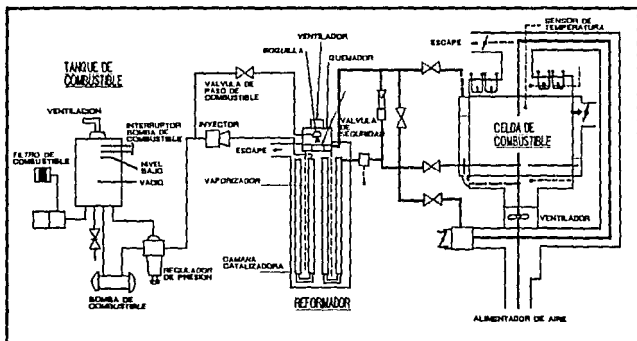 TANQUE DE
COMBUSTIBLE
VENTILACION
INTERRUPTOR
BOMBA DE
COMBUSTIBLE
FILTRO DE
COMBUSTIBLE
NIVEL
BAJO
VACIO
BOMBA DE
COMBUSTIBLE
REGULADOR
DE PRESION
VALVULA DE
PASO DE
COMBUSTIBLE
INYECTOR
ESCAPE
VAPORIZADOR
CAMARA
CATALIZADORA
REFORMADOR
VENTILADOR
BOQUILLA
QUEMADOR
VALVULA
DE
SEGURIDAD
ESCAPE
SENSOR DE
TEMPERATURA
CELDA DE
COMBUSTIBLE
VENTILADOR
ALIMENTADOR DE AIRE